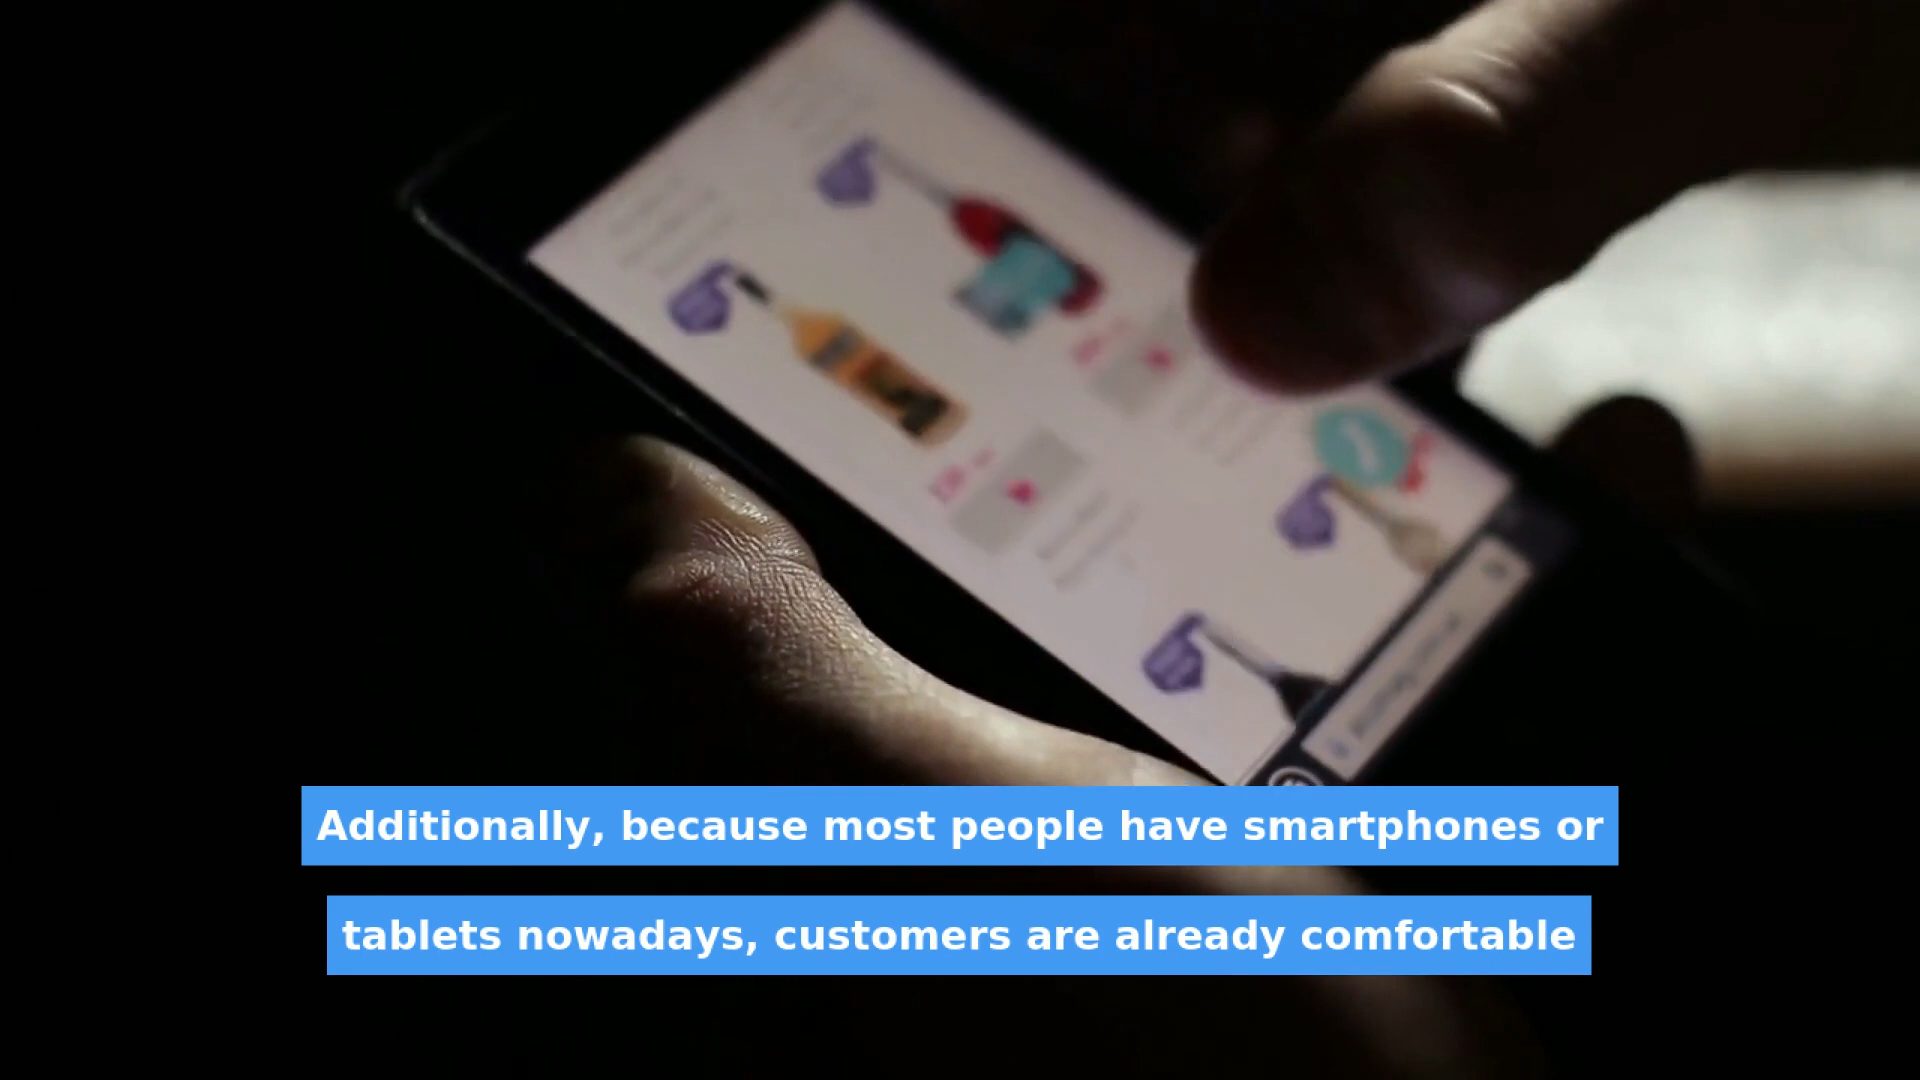 Additionally, because most people have smartphones or
tablets nowadays, customers are already comfortable